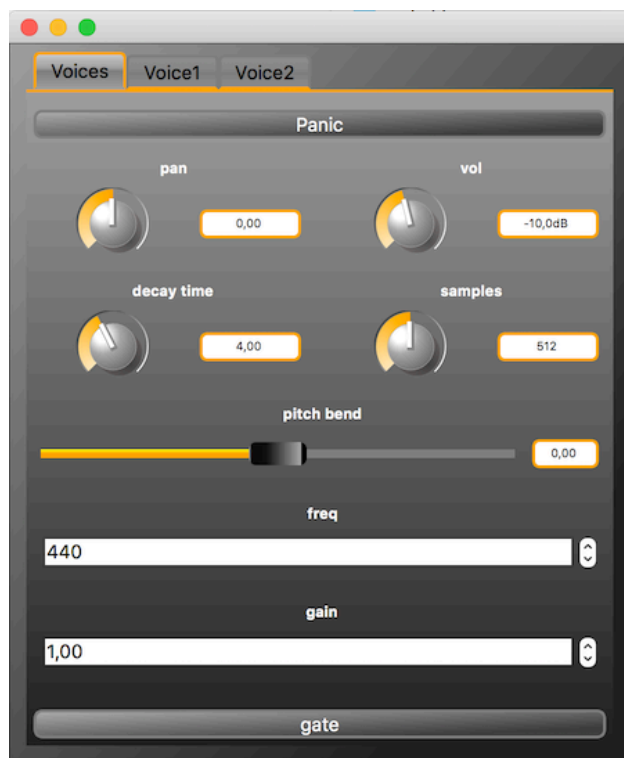 Voices Voice1 Voice2
Panic
pan vol
0,00 -10,0dB
decay time samples
4,00 512
pitch bend
0,00
freq
440
gain
1,00
gate